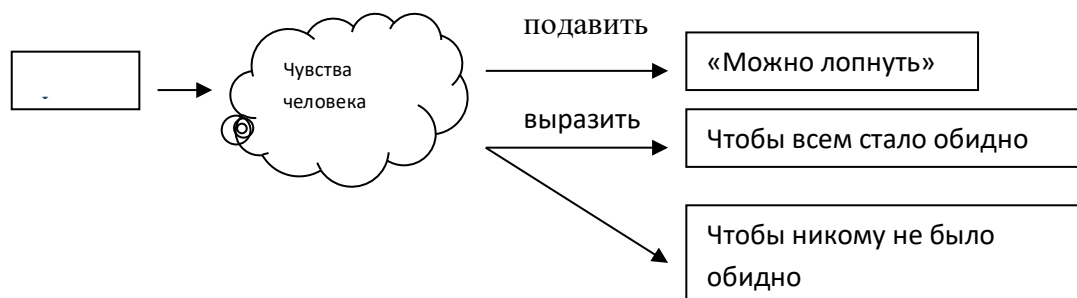 подавить
«Можно лопнуть»
Чувства
человека
выразить
Чтобы всем стало обидно
Чтобы никому не было
обидно